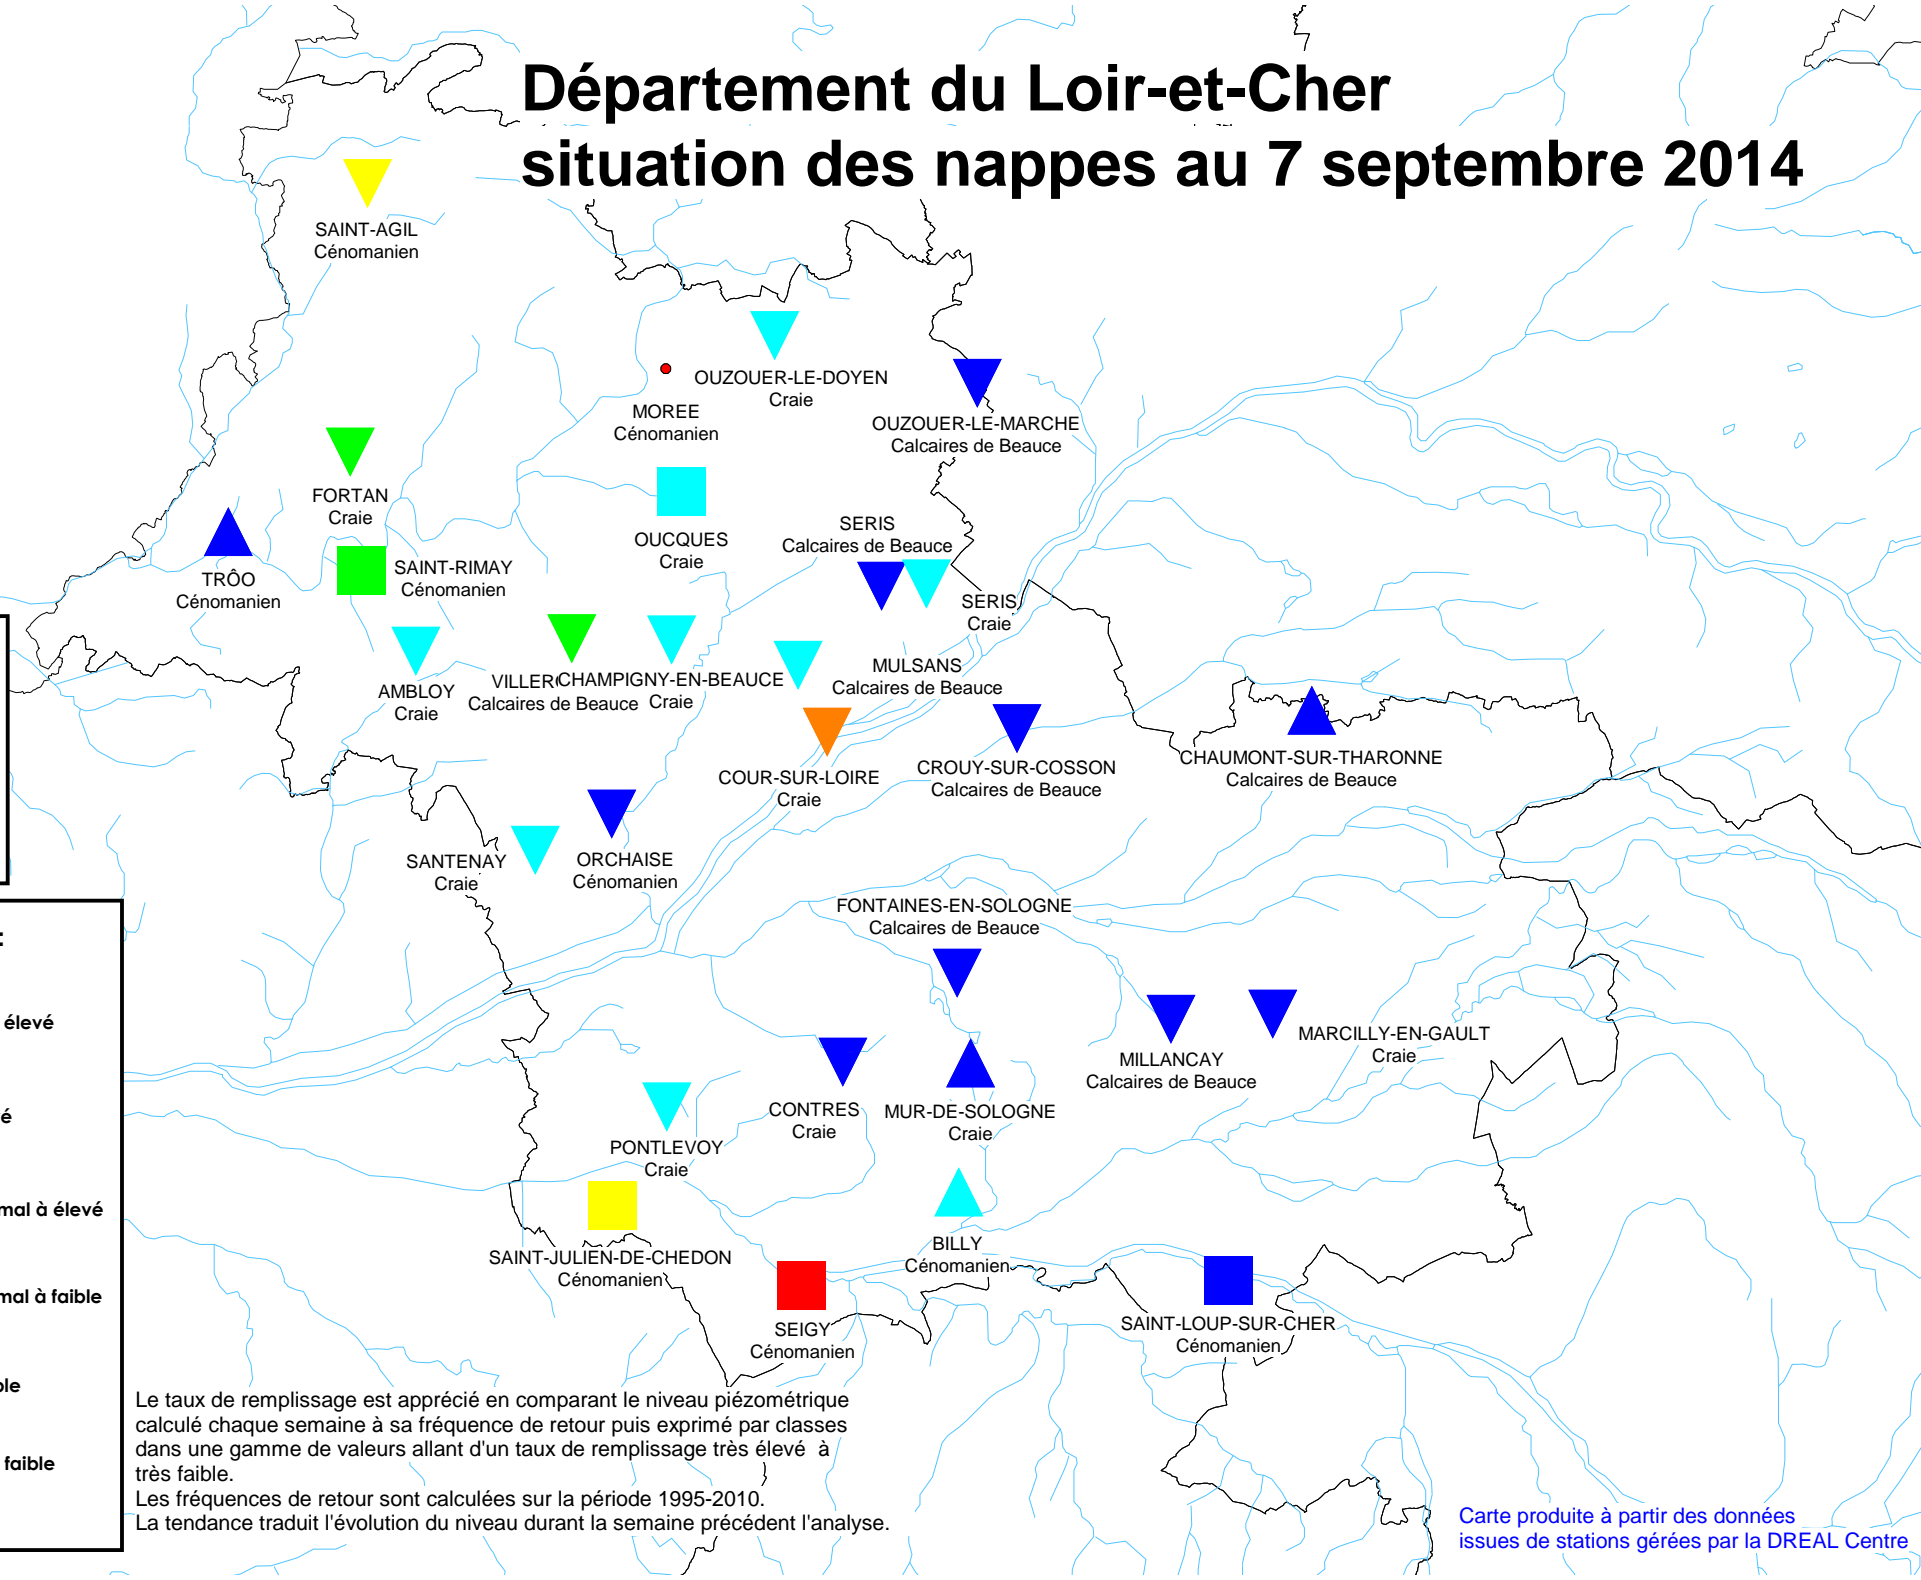 Département du Loir-et-Cher
situation des nappes au 7 septembre 2014
SAINT-AGIL
Cénomanien
OUZOUER-LE-DOYEN
Craie
MOREE
Cénomanien
OUZOUER-LE-MARCHE
Calcaires de Beauce
FORTAN
Craie
OUCQUES
Craie
SERIS
Calcaires de Beauce
TRÔO
Cénomanien
SAINT-RIMAY
Cénomanien
SERIS
Craie
AMBLOY
Craie
Calcaires de Beauce
CHAMPIGNY-EN-BEAUCE
Craie
MULSANS
Calcaires de Beauce
COUR-SUR-LOIRE
Craie
CROUY-SUR-COSSON
Calcaires de Beauce
CHAUMONT-SUR-THARONNE
Calcaires de Beauce
SANTENAY
Craie
ORCHAISE
Cénomanien
FONTAINES-EN-SOLOGNE
Calcaires de Beauce
MILLANCAY
Calcaires de Beauce
MARCILLY-EN-GAULT
Craie
CONTRES
Craie
MUR-DE-SOLOGNE
Craie
PONTLEVOY
Craie
SAINT-JULIEN-DE-CHEDON
Cénomanien
BILLY
Cénomanien
SEIGY
Cénomanien
SAINT-LOUP-SUR-CHER
Cénomanien
:
élevé
é
mal à élevé
mal à faible
ble
faible
Le taux de remplissage est apprécié en comparant le niveau piézométrique
calculé chaque semaine à sa fréquence de retour puis exprimé par classes
dans une gamme de valeurs allant d'un taux de remplissage très élevé à
très faible.
Les fréquences de retour sont calculées sur la période 1995-2010.
La tendance traduit l'évolution du niveau durant la semaine précédent l'analyse.
Carte produite à partir des données
issues de stations gérées par la DREAL Centre